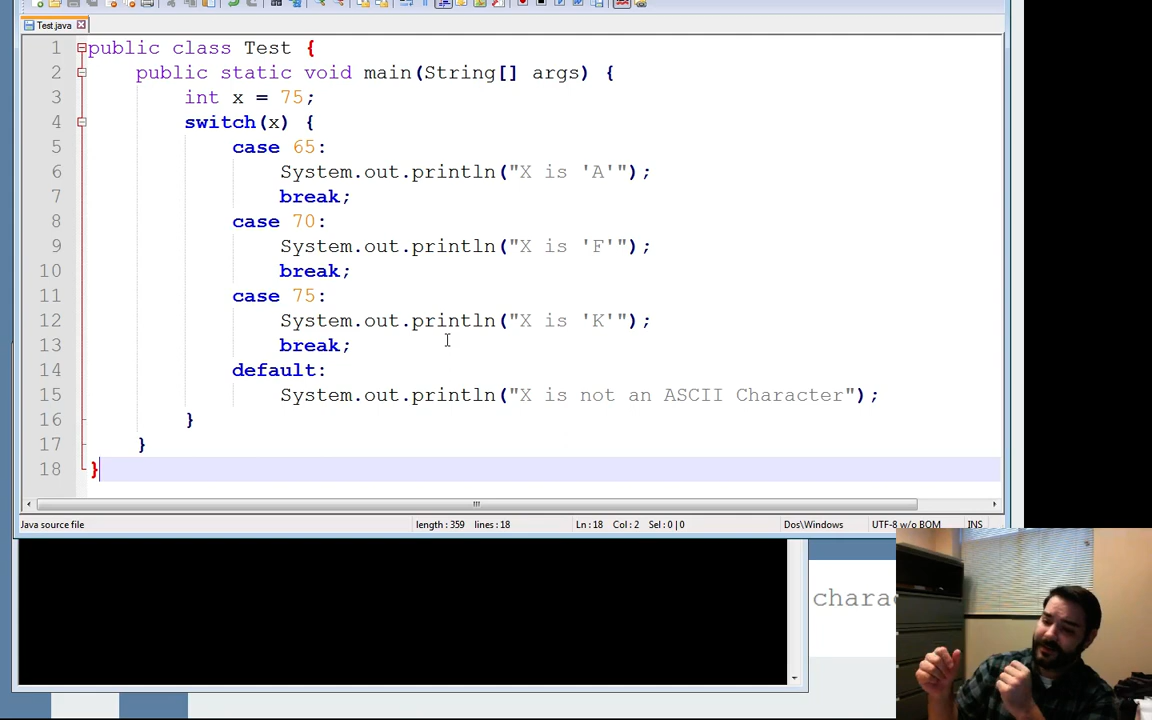 Test.java
1 public class Test {
2 public static void main(String[] args) {
3 int x = 75;
4 switch(x) {
5 case 65:
6 System.out.println("X is 'A'");
7 break;
8 case 70:
9 System.out.println("X is 'F'");
10 break;
11 case 75:
12 System.out.println("X is 'K'");
13 break;
14 default:
15 System.out.println("X is not an ASCII Character");
16 }
17 }
18 }
Java source file length : 359 lines : 18 Ln : 18 Col : 2 Sel : 0 | 0 Dos\Windows UTF-8 w/o BOM INS